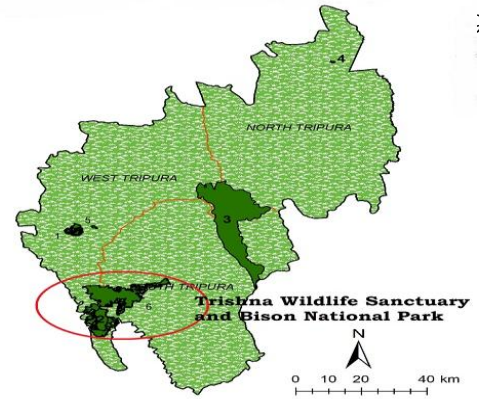 4
NORTH TRIPURA
WEST TRIPURA
3
5
1
TRIPURA
6
Trishna Wildlife Sanctuary
and Bison National Park
N
0 10 20 40 km